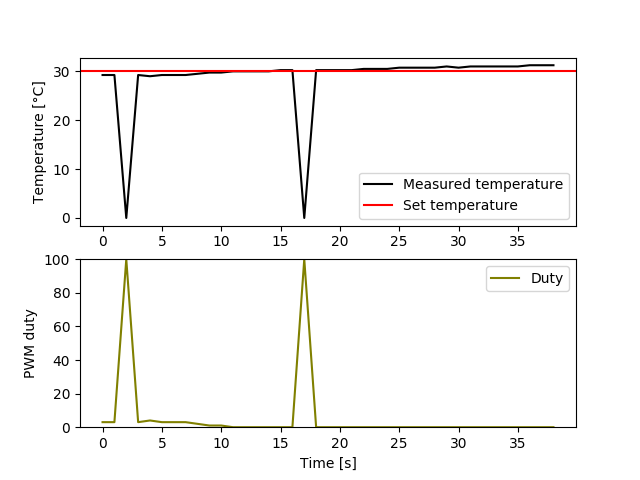 Temperature [°C]
30
20
10
0
Measured temperature
Set temperature
0 5 10 15 20 25 30 35
PWM duty
100
80
60
40
20
0
Duty
0 5 10 15 20 25 30 35
Time [s]